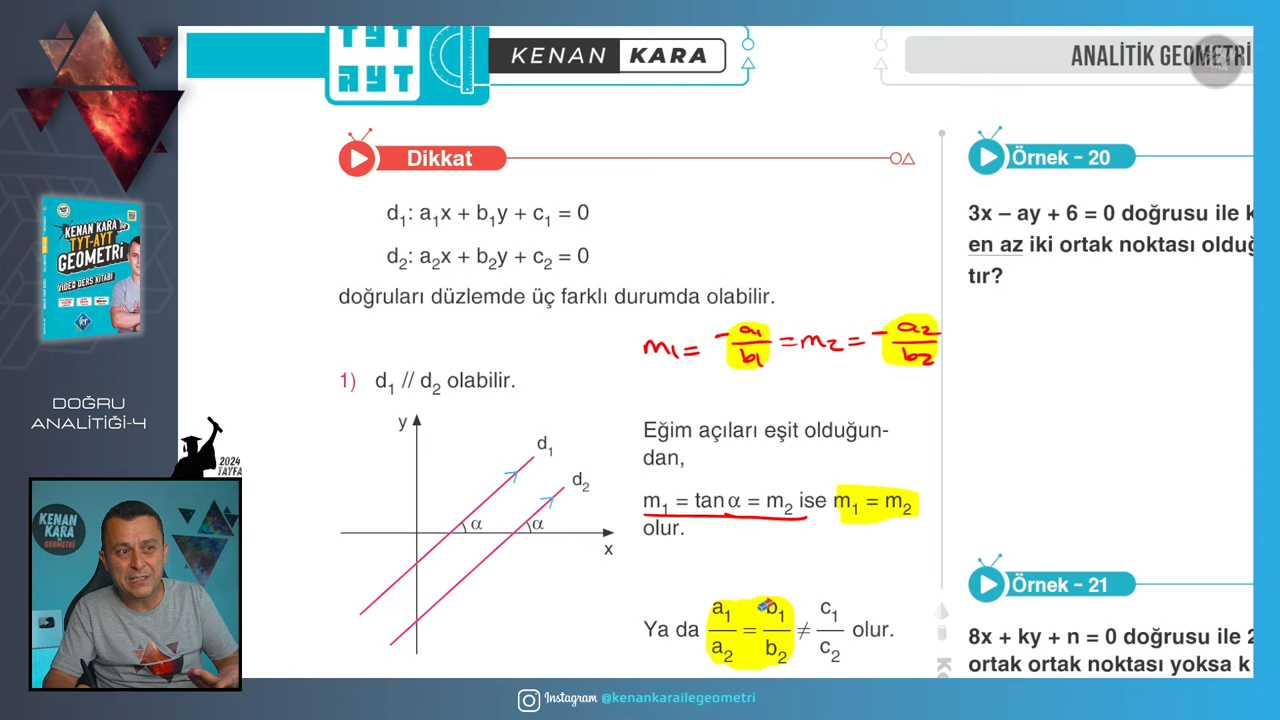 TYT
AYT
KENAN KARA
ANALİTİK GEOMETRİ
KENAN KARA İLE
TYT-AYT
GEOMETRİ
VİDEO DERS KİTABI
DOĞRU
ANALİTİĞİ-4
2024
TAYFA
KENAN
KARA
GEOMETRİ
Dikkat
d₁: a₁x + b₁y + c₁ = 0
d₂: a₂x + b₂y + c₂ = 0
doğruları düzlemde üç farklı durumda olabilir.
m₁ = -a₁/b₁ = m₂ = -a₂/b₂
1) d₁ // d₂ olabilir.
y
d₁
d₂
α
α
x
Eğim açıları eşit olduğun-
dan,
m₁ = tan α = m₂ ise m₁ = m₂
olur.
Ya da a₁/a₂ = b₁/b₂ ≠ c₁/c₂ olur.
Örnek – 20
3x – ay + 6 = 0 doğrusu ile k
en az iki ortak noktası olduğ
tır?
Örnek – 21
8x + ky + n = 0 doğrusu ile 2
ortak ortak noktası yoksa k
Instagram @kenankarailegeometri